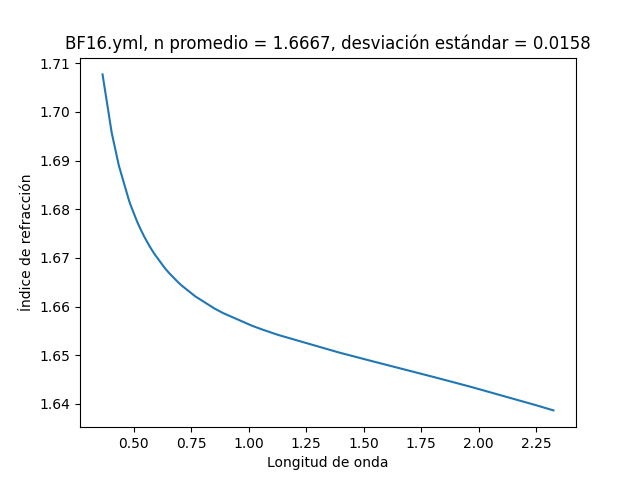 BF16.yml, n promedio = 1.6667, desviación estándar = 0.0158
1.71
1.70
1.69
1.68
1.67
1.66
1.65
1.64
Índice de refracción
0.50 0.75 1.00 1.25 1.50 1.75 2.00 2.25
Longitud de onda